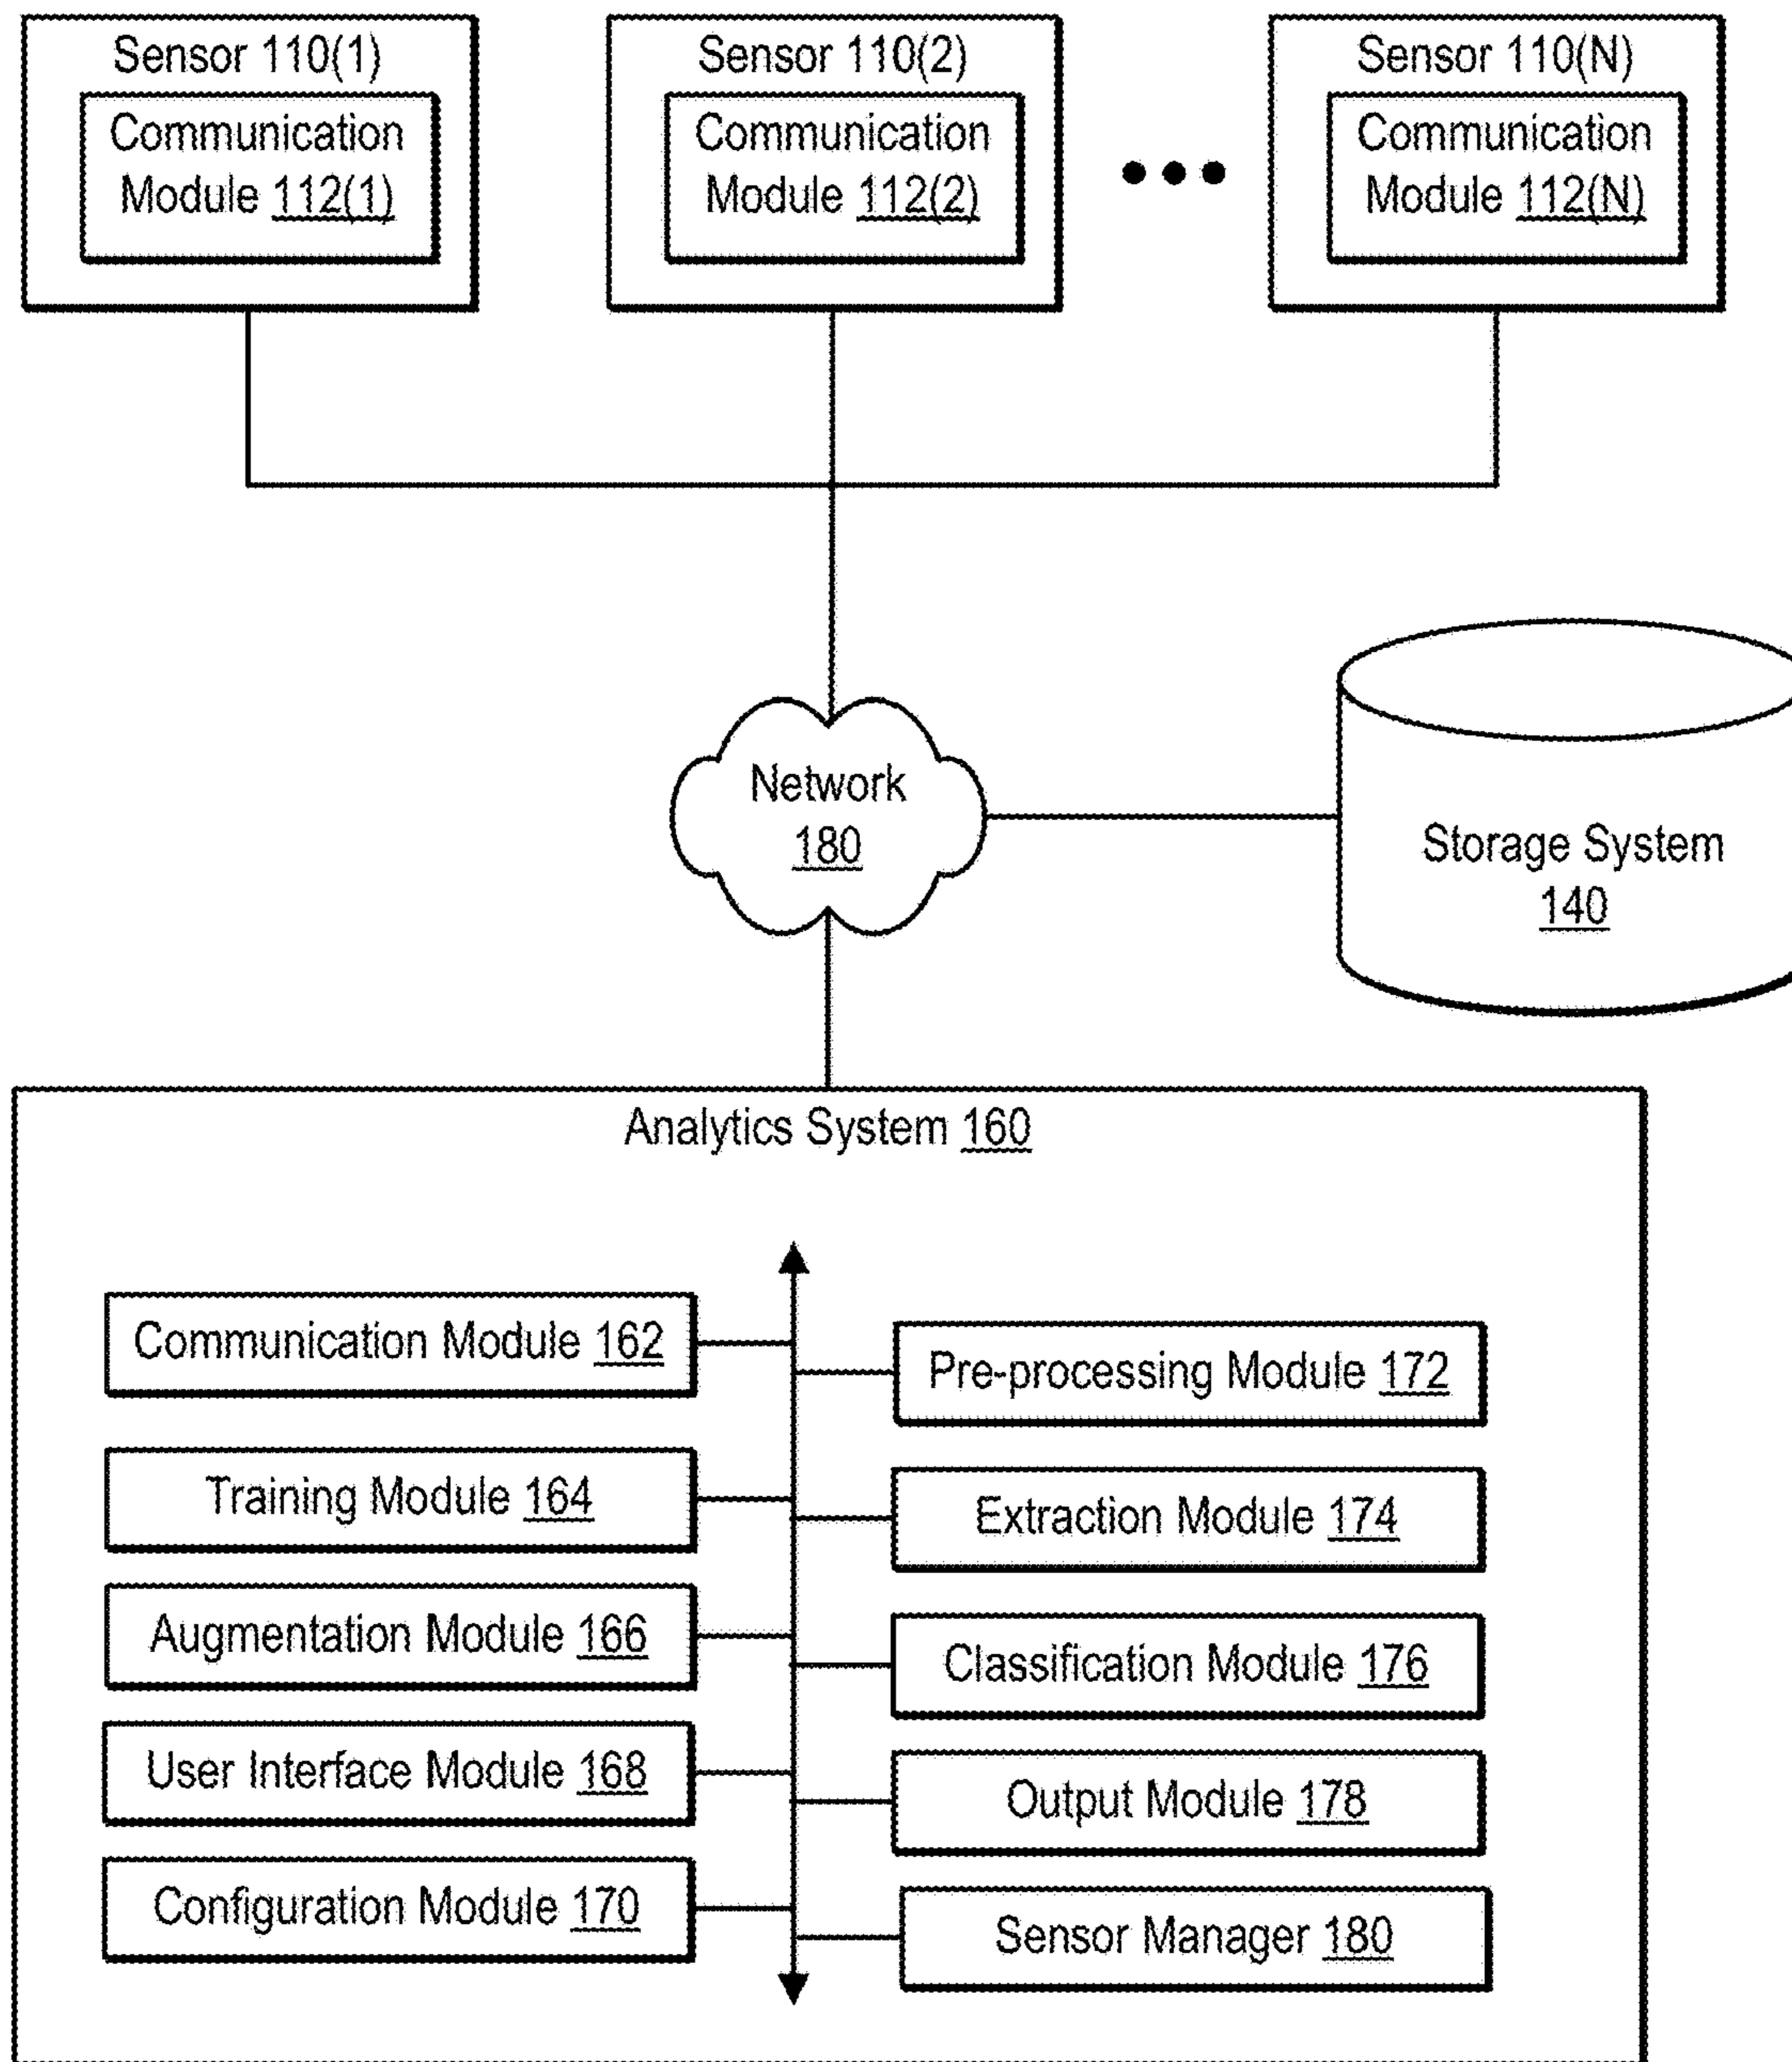 Sensor 110(1)
Communication
Module 112(1)
Sensor 110(2)
Communication
Module 112(2)
Sensor 110(N)
Communication
Module 112(N)
Network
180
Storage System
140
Analytics System 160
Communication Module 162
Training Module 164
Augmentation Module 166
User Interface Module 168
Configuration Module 170
Pre-processing Module 172
Extraction Module 174
Classification Module 176
Output Module 178
Sensor Manager 180